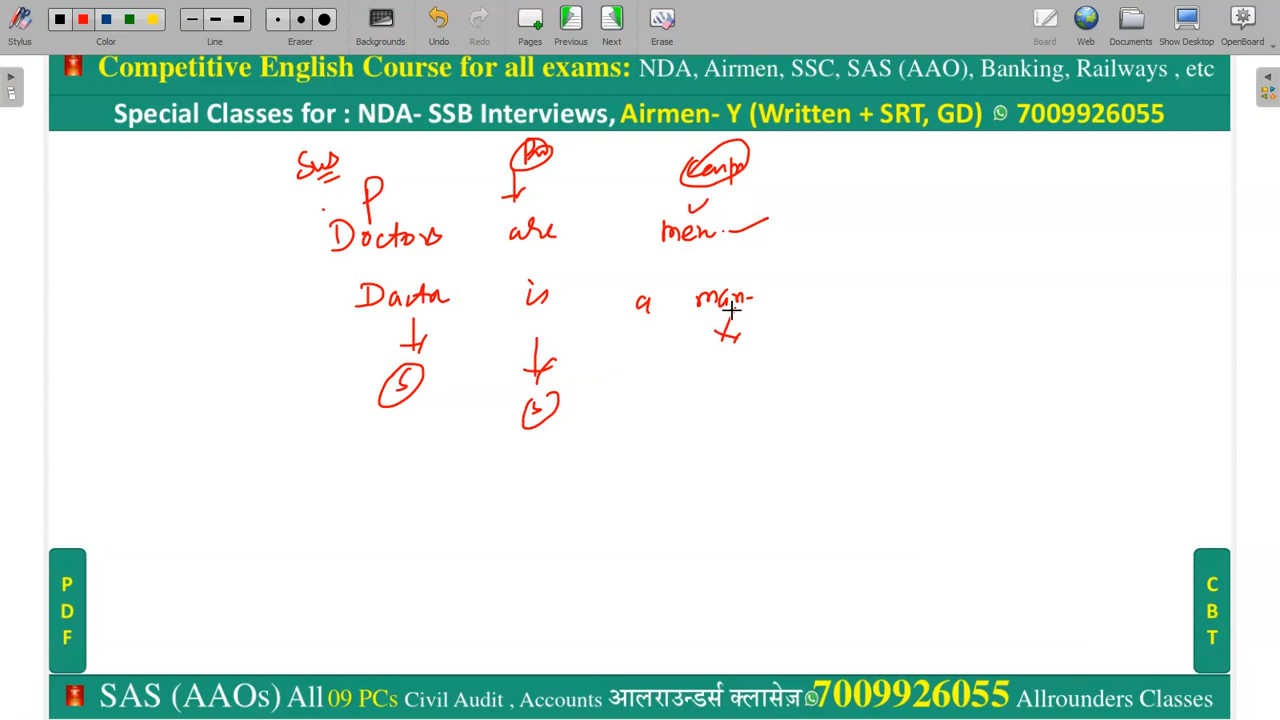 Stylus Color Line Eraser Backgrounds Undo Redo Pages Previous Next Erase Board Web Documents Show Desktop OpenBoard
Competitive English Course for all exams: NDA, Airmen, SSC, SAS (AAO), Banking, Railways , etc
Special Classes for : NDA- SSB Interviews, Airmen- Y (Written + SRT, GD) 7009926055
Sub
P
Doctors are men.
is a man.
S
S
P
D
F
C
B
T
SAS (AAOs) All 09 PCs Civil Audit , Accounts आलराउन्डर्स क्लासेज़ 7009926055 Allrounders Classes